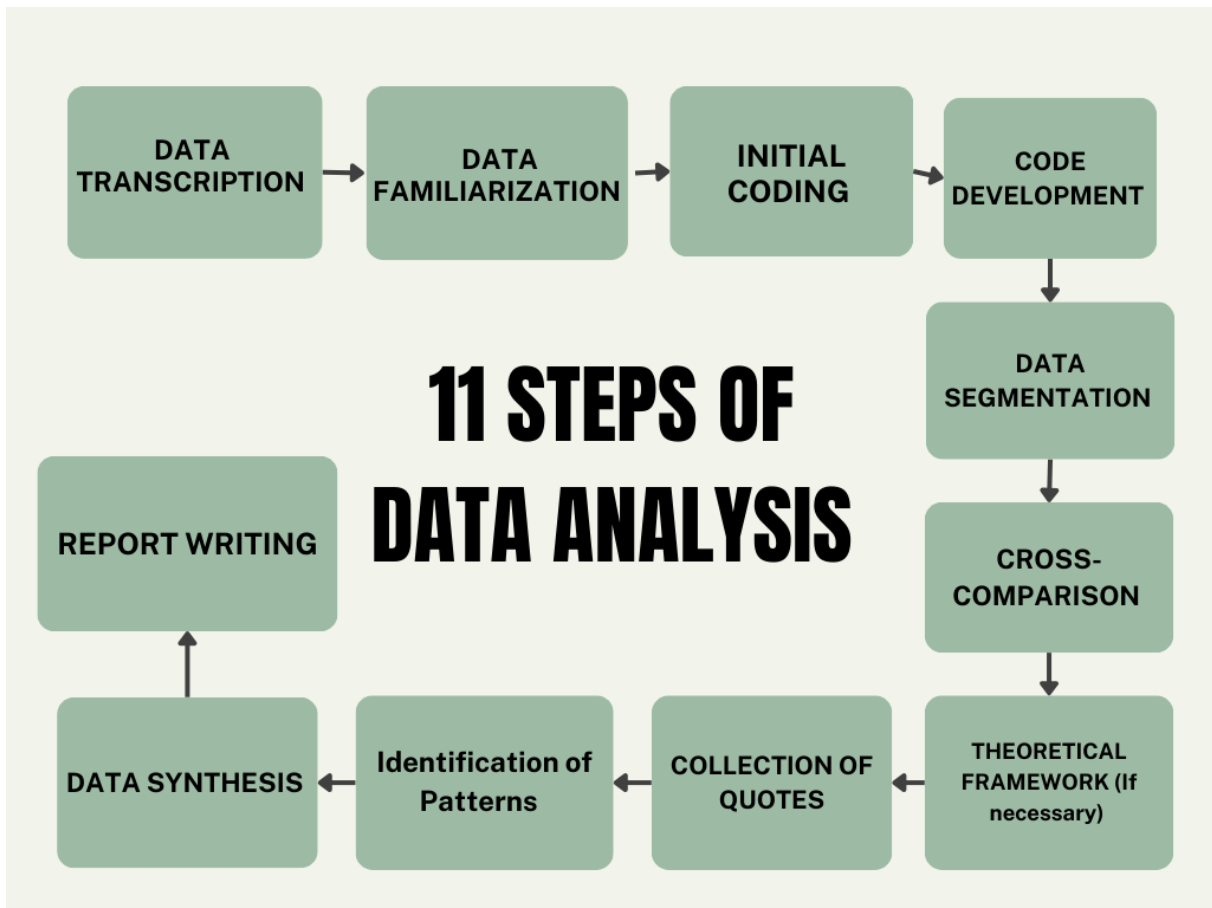 DATA
TRANSCRIPTION
DATA
FAMILIARIZATION
INITIAL
CODING
CODE
DEVELOPMENT
DATA
SEGMENTATION
CROSS-
COMPARISON
THEORETICAL
FRAMEWORK (If
necessary)
COLLECTION OF
QUOTES
Identification of
Patterns
DATA SYNTHESIS
REPORT WRITING
11 STEPS OF
DATA ANALYSIS